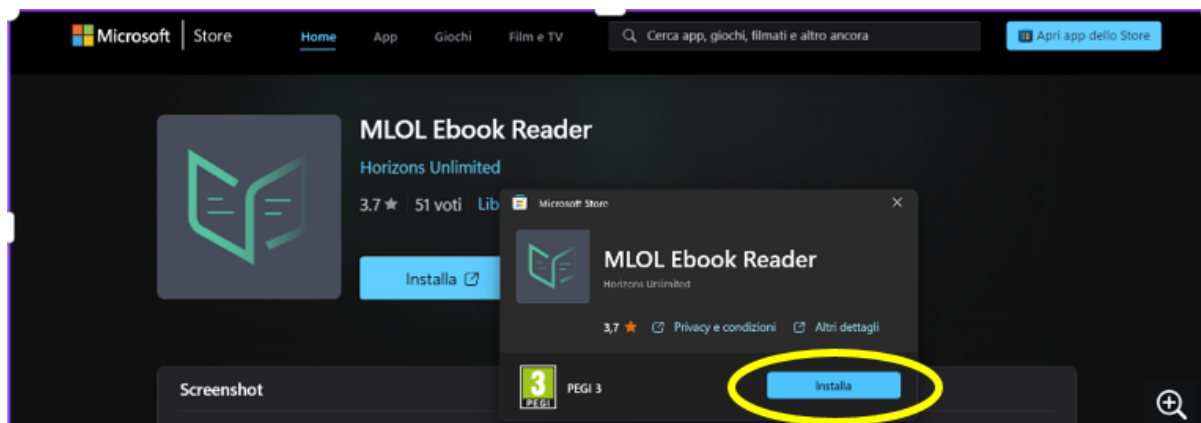 Microsoft | Store Home App Giochi Film e TV Cerca app, giochi, filmati e altro ancora Apri app dello Store
MLOL Ebook Reader
Horizons Unlimited
3.7 ★ 51 voti Lib
Installa
Screenshot
Microsoft Store
MLOL Ebook Reader
Horizons Unlimited
3,7 ★ Privacy e condizioni Altri dettagli
3
PEGI
PEGI 3
Installa